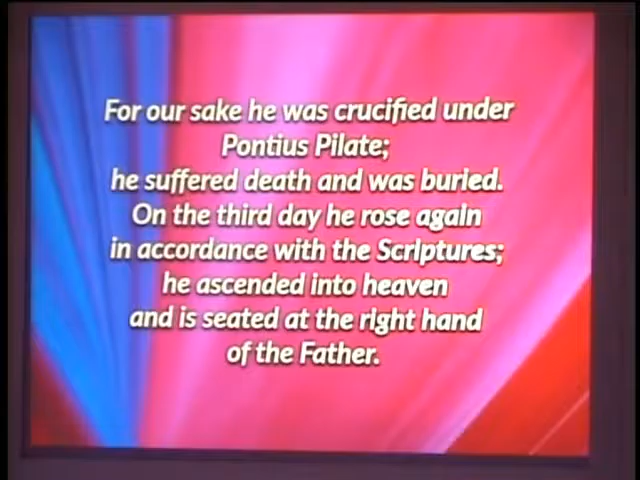 For our sake he was crucified under
Pontius Pilate;
he suffered death and was buried.
On the third day he rose again
in accordance with the Scriptures;
he ascended into heaven
and is seated at the right hand
of the Father.